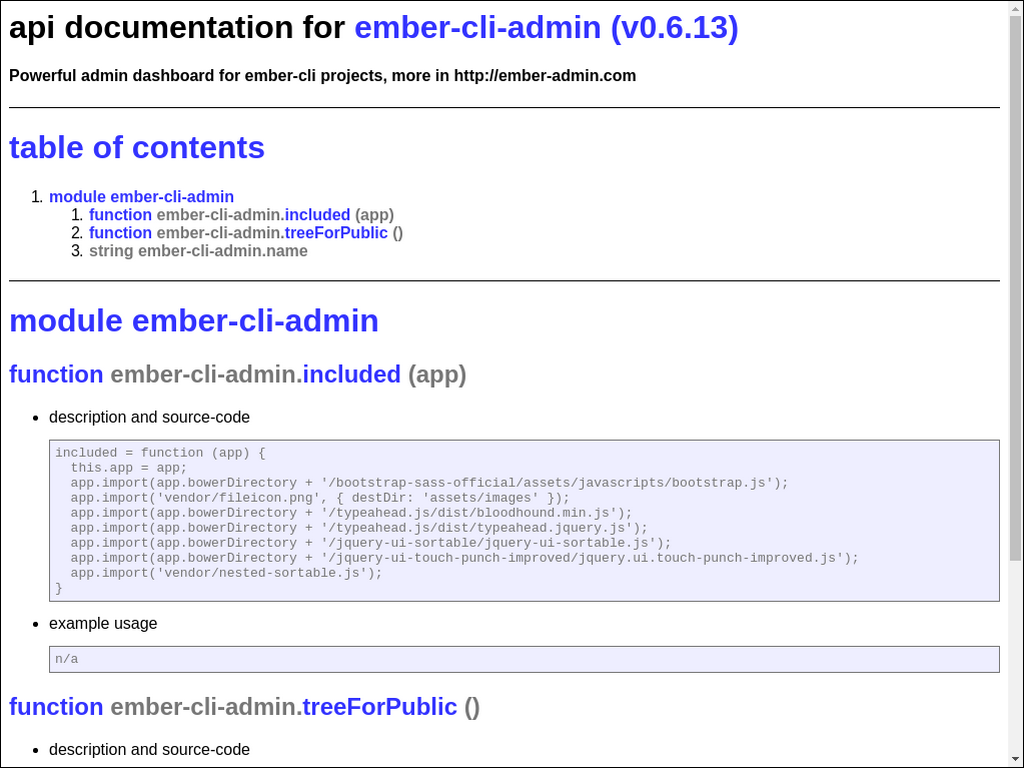 api documentation for ember-cli-admin (v0.6.13)
Powerful admin dashboard for ember-cli projects, more in http://ember-admin.com
table of contents
1. module ember-cli-admin
1. function ember-cli-admin.included (app)
2. function ember-cli-admin.treeForPublic ()
3. string ember-cli-admin.name
module ember-cli-admin
function ember-cli-admin.included (app)
• description and source-code
included = function (app) {
  this.app = app;
  app.import(app.bowerDirectory + '/bootstrap-sass-official/assets/javascripts/bootstrap.js');
  app.import('vendor/fileicon.png', { destDir: 'assets/images' });
  app.import(app.bowerDirectory + '/typeahead.js/dist/bloodhound.min.js');
  app.import(app.bowerDirectory + '/typeahead.js/dist/typeahead.jquery.js');
  app.import(app.bowerDirectory + '/jquery-ui-sortable/jquery-ui-sortable.js');
  app.import(app.bowerDirectory + '/jquery-ui-touch-punch-improved/jquery.ui.touch-punch-improved.js');
  app.import('vendor/nested-sortable.js');
}
• example usage
n/a
function ember-cli-admin.treeForPublic ()
• description and source-code